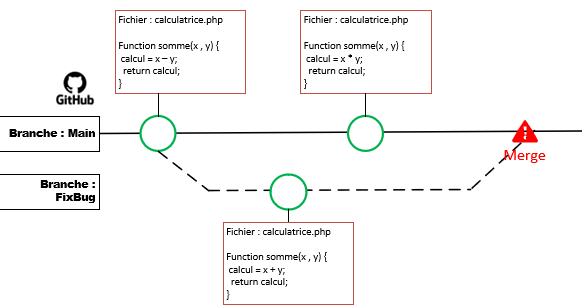 Fichier : calculatrice.php
Function somme(x , y) {
calcul = x – y;
return calcul;
}
Fichier : calculatrice.php
Function somme(x , y) {
calcul = x * y;
return calcul;
}
GitHub
Branche : Main
Merge
Branche :
FixBug
Fichier : calculatrice.php
Function somme(x , y) {
calcul = x + y;
return calcul;
}